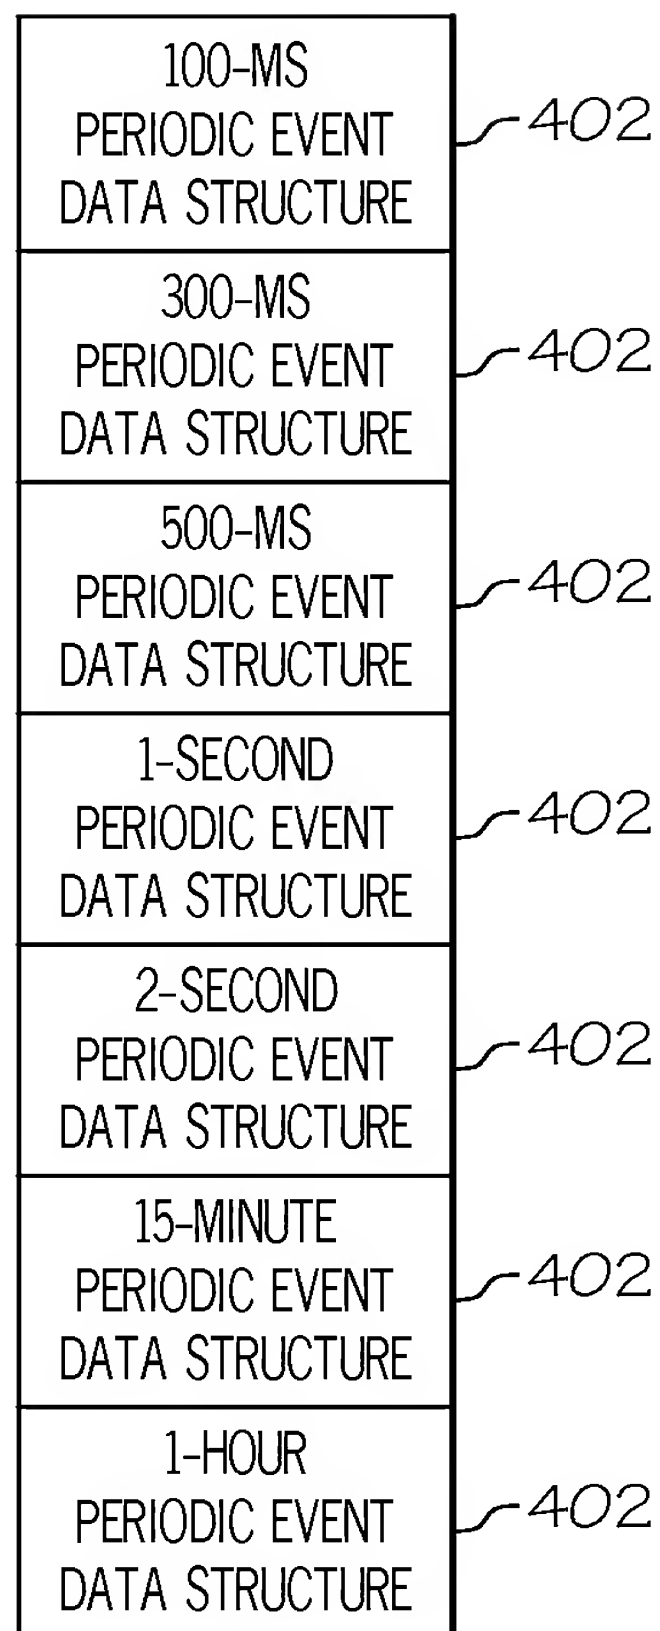 100-MS
PERIODIC EVENT
DATA STRUCTURE
402
300-MS
PERIODIC EVENT
DATA STRUCTURE
402
500-MS
PERIODIC EVENT
DATA STRUCTURE
402
1-SECOND
PERIODIC EVENT
DATA STRUCTURE
402
2-SECOND
PERIODIC EVENT
DATA STRUCTURE
402
15-MINUTE
PERIODIC EVENT
DATA STRUCTURE
402
1-HOUR
PERIODIC EVENT
DATA STRUCTURE
402